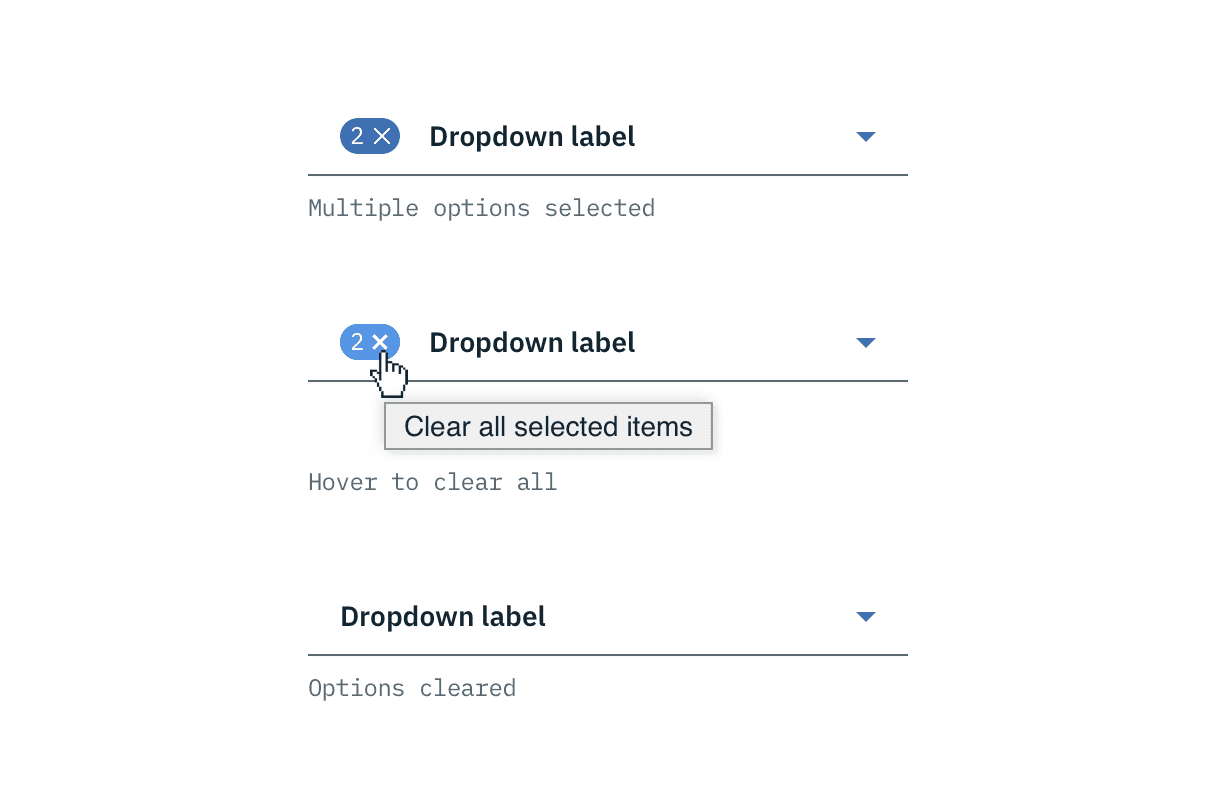 2 × Dropdown label
Multiple options selected
2 × Dropdown label
Clear all selected items
Hover to clear all
Dropdown label
Options cleared